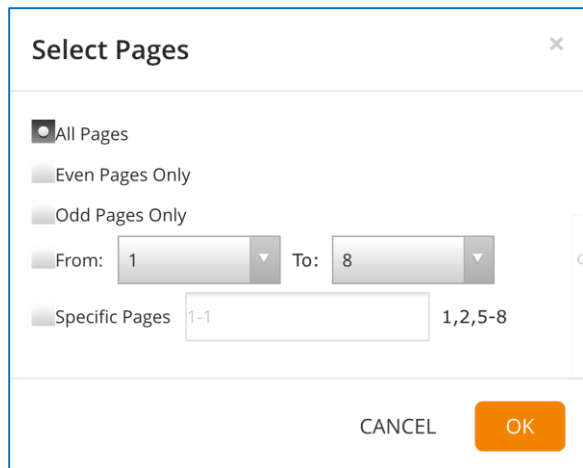 Select Pages ×
All Pages
Even Pages Only
Odd Pages Only
From: 1 To: 8
Specific Pages 1-1 1,2,5-8
CANCEL OK